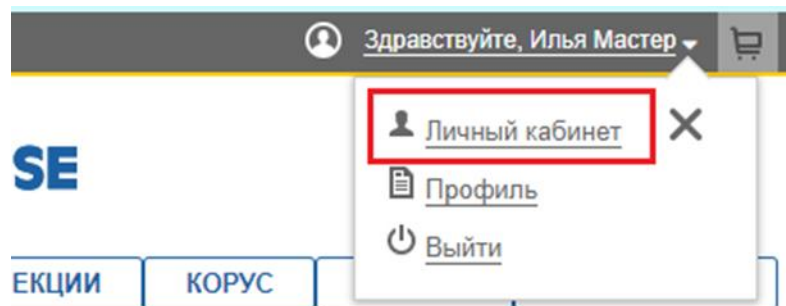 Здравствуйте, Илья Мастер
Личный кабинет
SE
Профиль
Выйти
ЕКЦИИ
КОРУС